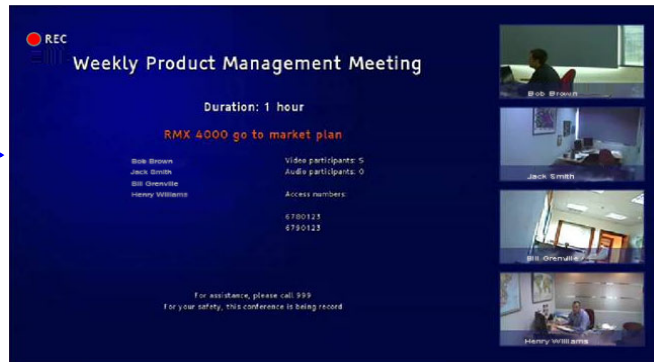 REC
Weekly Product Management Meeting
Duration: 1 hour
RMX 4000 go to market plan
Bob Brown
Jack Smith
Bill Grenville
Henry Williams
Video participants: 5
Audio participants: 0
Access numbers:
6780123
6790123
For assistance, please call 999
For your safety, this conference is being record
Bob Brown
Jack Smith
Bill Grenville
Henry Williams